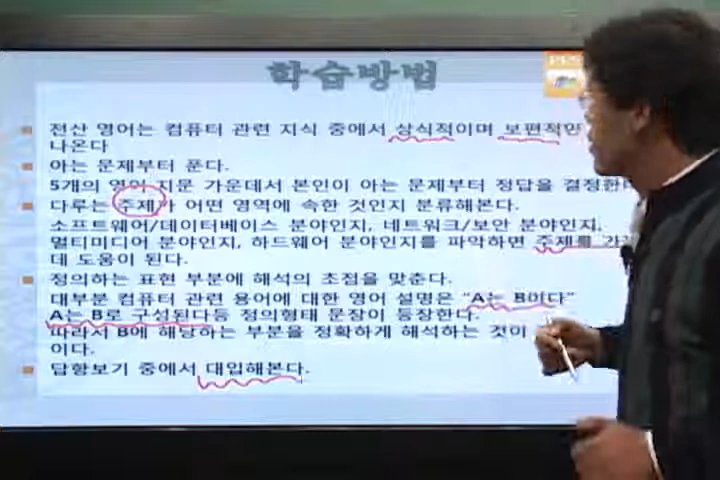 학습방법
전산 영어는 컴퓨터 관련 지식 중에서 상식적이며 보편적인
나온다
아는 문제부터 푼다.
5개의 영어 지문 가운데서 본인이 아는 문제부터 정답을 결정한다
다루는 주제가 어떤 영역에 속한 것인지 분류해본다.
소프트웨어/데이터베이스 분야인지, 네트워크/보안 분야인지,
멀티미디어 분야인지, 하드웨어 분야인지를 파악하면 주제를
데 도움이 된다.
정의하는 표현 부분에 해석의 초점을 맞춘다.
대부분 컴퓨터 관련 용어에 대한 영어 설명은 "A는 B이다"
A는 B로 구성된다등 정의형태 문장이 등장한다.
따라서 B에 해당하는 부분을 정확하게 해석하는 것이
이다.
답항보기 중에서 대입해본다.